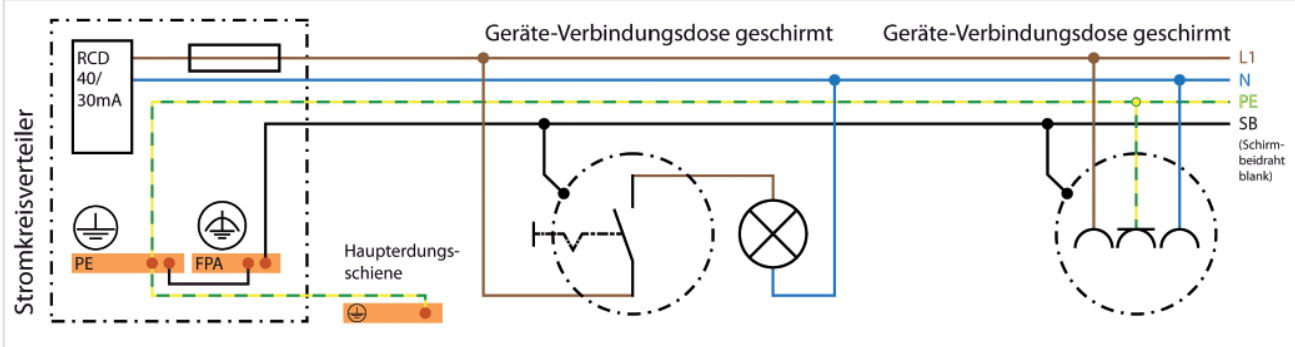 Stromkreisverteiler
RCD
40/
30mA
PE
FPA
Haupterdungs-
schiene
Geräte-Verbindungsdose geschirmt
Geräte-Verbindungsdose geschirmt
L1
N
PE
SB
(Schirm-
beidraht
blank)